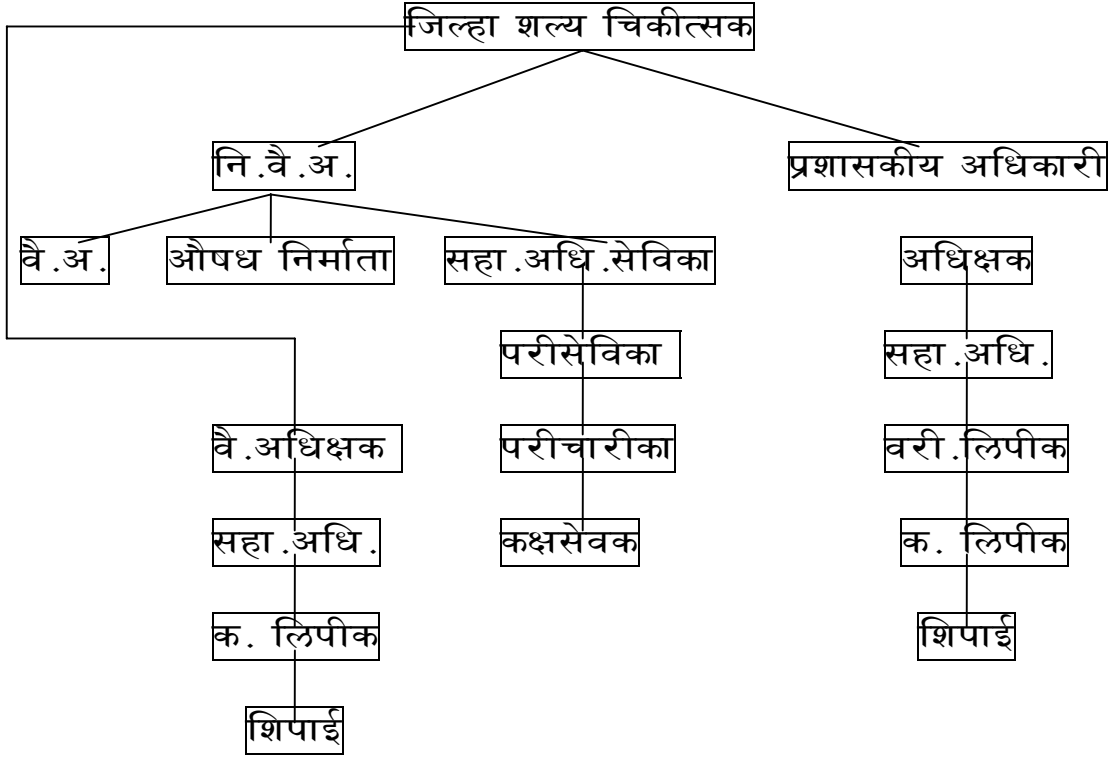 जिल्हा शल्य चिकीत्सक
नि.वै.अ.
प्रशासकीय अधिकारी
वै.अ.
औषध निर्माता
सहा.अधि.सेविका
अधिक्षक
परीसेविका
सहा.अधि.
वै.अधिक्षक
परीचारीका
वरी.लिपीक
सहा.अधि.
कक्षसेवक
क. लिपीक
क. लिपीक
शिपाई
शिपाई